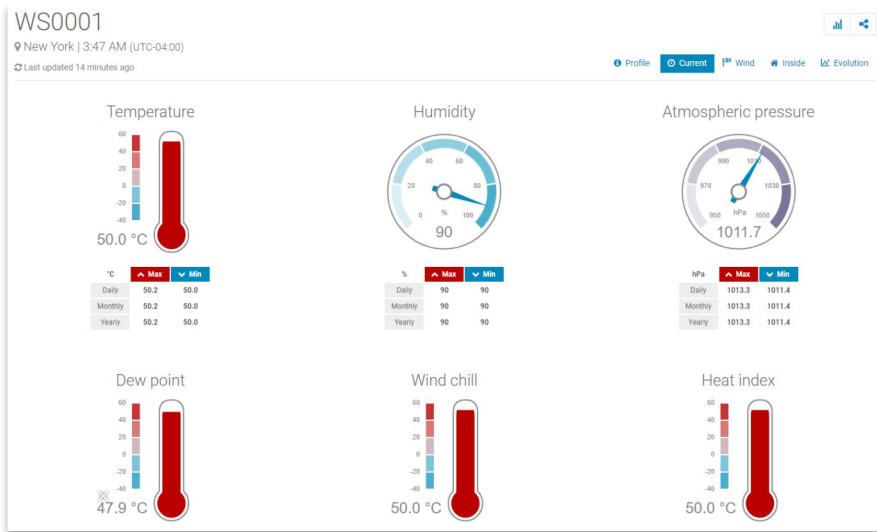 WS0001
New York | 3:47 AM (UTC-04:00)
Last updated 14 minutes ago
Profile Current Wind Inside Evolution
Temperature
60
40
20
0
-20
-40
50.0 °C
°C Max Min
Daily 50.2 50.0
Monthly 50.2 50.0
Yearly 50.2 50.0
Humidity
40 60
20 80
0 % 100
90
% Max Min
Daily 90 90
Monthly 90 90
Yearly 90 90
Atmospheric pressure
990 1010
970 1030
950 hPa 1050
1011.7
hPa Max Min
Daily 1013.3 1011.4
Monthly 1013.3 1011.4
Yearly 1013.3 1011.4
Dew point
60
40
20
0
-20
-40
47.9 °C
Wind chill
60
40
20
0
-20
-40
50.0 °C
Heat index
60
40
20
0
-20
-40
50.0 °C